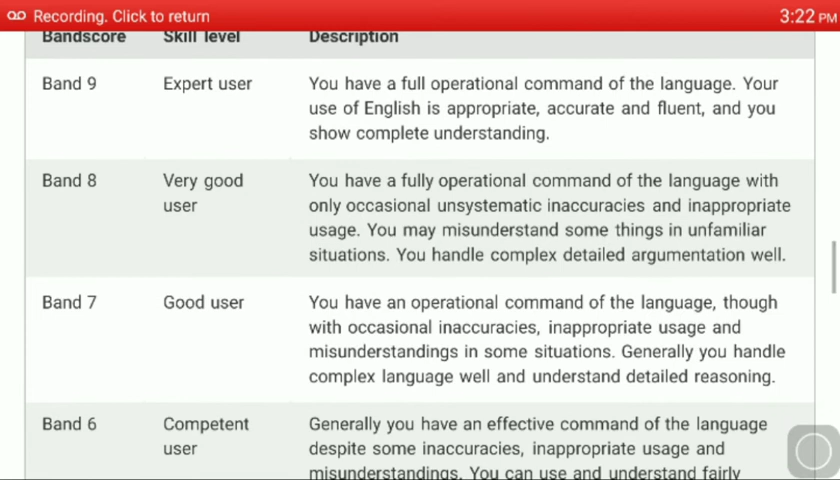 Recording. Click to return
3:22 PM
Bandscore Skill level Description
Band 9 Expert user You have a full operational command of the language. Your
use of English is appropriate, accurate and fluent, and you
show complete understanding.
Band 8 Very good You have a fully operational command of the language with
user only occasional unsystematic inaccuracies and inappropriate
usage. You may misunderstand some things in unfamiliar
situations. You handle complex detailed argumentation well.
Band 7 Good user You have an operational command of the language, though
with occasional inaccuracies, inappropriate usage and
misunderstandings in some situations. Generally you handle
complex language well and understand detailed reasoning.
Band 6 Competent Generally you have an effective command of the language
user despite some inaccuracies, inappropriate usage and
misunderstandings. You can use and understand fairly